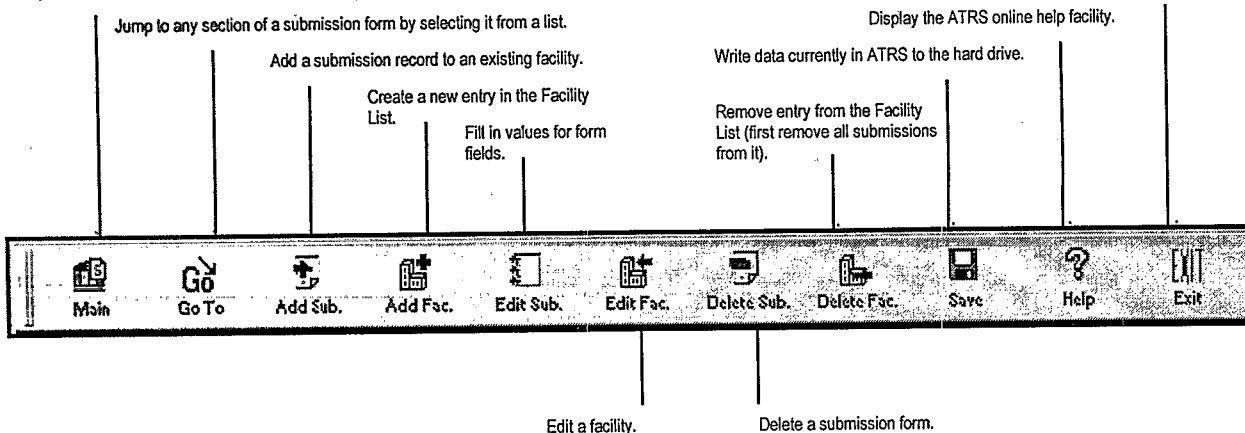 Jump to any section of a submission form by selecting it from a list.
Display the ATRS online help facility.
Add a submission record to an existing facility.
Write data currently in ATRS to the hard drive.
Create a new entry in the Facility
List.
Fill in values for form
fields.
Remove entry from the Facility
List (first remove all submissions
from it).
Main
Go
Go To
Add Sub.
Add Fac.
Edit Sub.
Edit Fac.
Delete Sub.
Delete Fac.
Save
?
Help
EXIT
Exit
Edit a facility.
Delete a submission form.